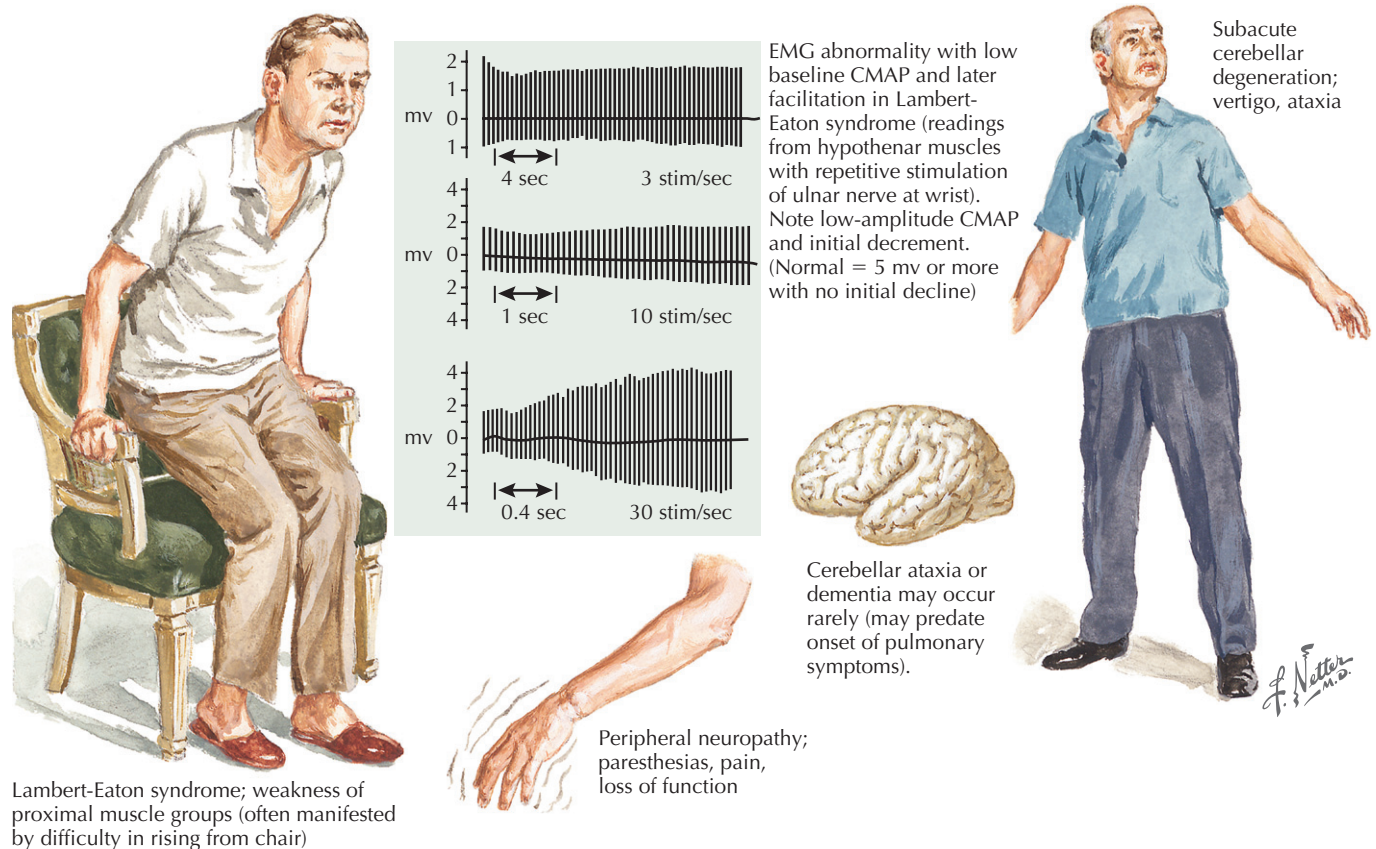 2
1
mv 0
1
4 sec 3 stim/sec
4
2
mv 0
2
4
1 sec 10 stim/sec
4
2
mv 0
2
4
0.4 sec 30 stim/sec
EMG abnormality with low
baseline CMAP and later
facilitation in Lambert-
Eaton syndrome (readings
from hypothenar muscles
with repetitive stimulation
of ulnar nerve at wrist).
Note low-amplitude CMAP
and initial decrement.
(Normal = 5 mv or more
with no initial decline)
Subacute
cerebellar
degeneration;
vertigo, ataxia
Cerebellar ataxia or
dementia may occur
rarely (may predate
onset of pulmonary
symptoms).
Peripheral neuropathy;
paresthesias, pain,
loss of function
Lambert-Eaton syndrome; weakness of
proximal muscle groups (often manifested
by difficulty in rising from chair)
F. Netter
M.D.